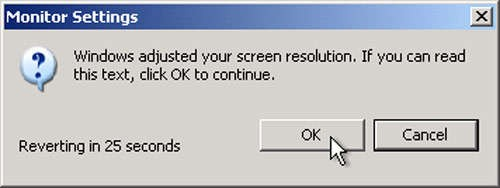 Monitor Settings
Windows adjusted your screen resolution. If you can read
this text, click OK to continue.
Reverting in 25 seconds
OK
Cancel